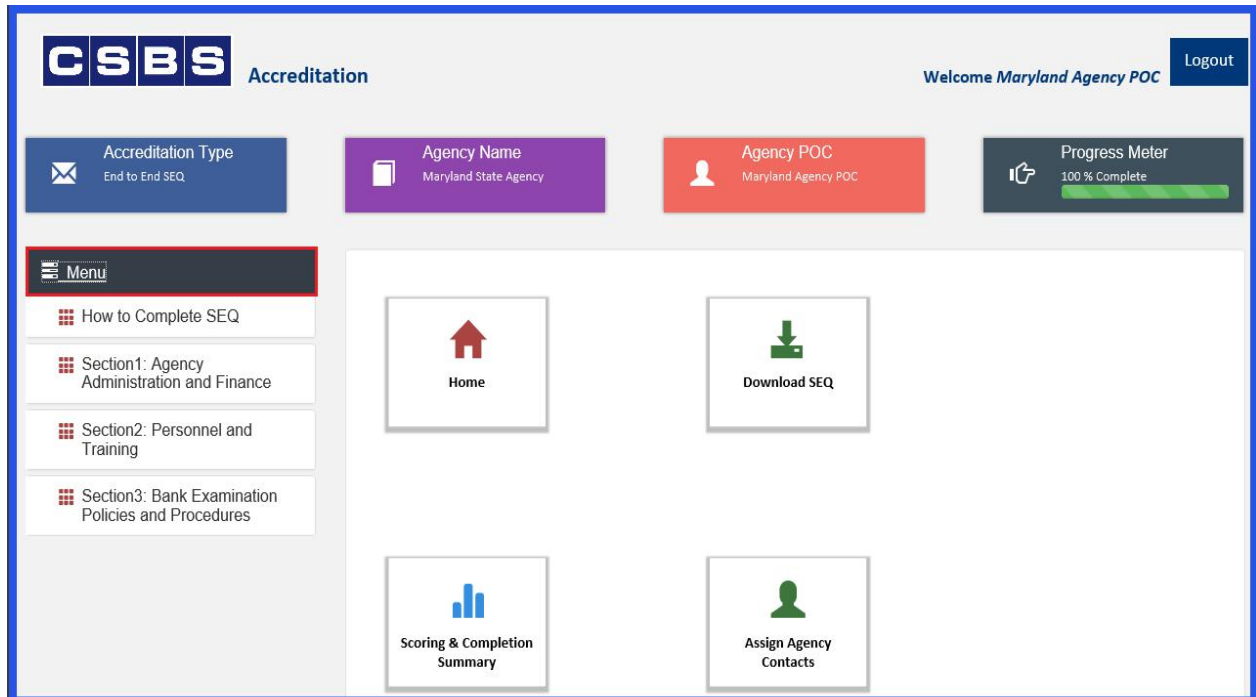 CSBS Accreditation
Welcome Maryland Agency POC
Logout
Accreditation Type
End to End SEQ
Agency Name
Maryland State Agency
Agency POC
Maryland Agency POC
Progress Meter
100 % Complete
Menu
How to Complete SEQ
Section1: Agency
Administration and Finance
Section2: Personnel and
Training
Section3: Bank Examination
Policies and Procedures
Home
Download SEQ
Scoring & Completion
Summary
Assign Agency
Contacts